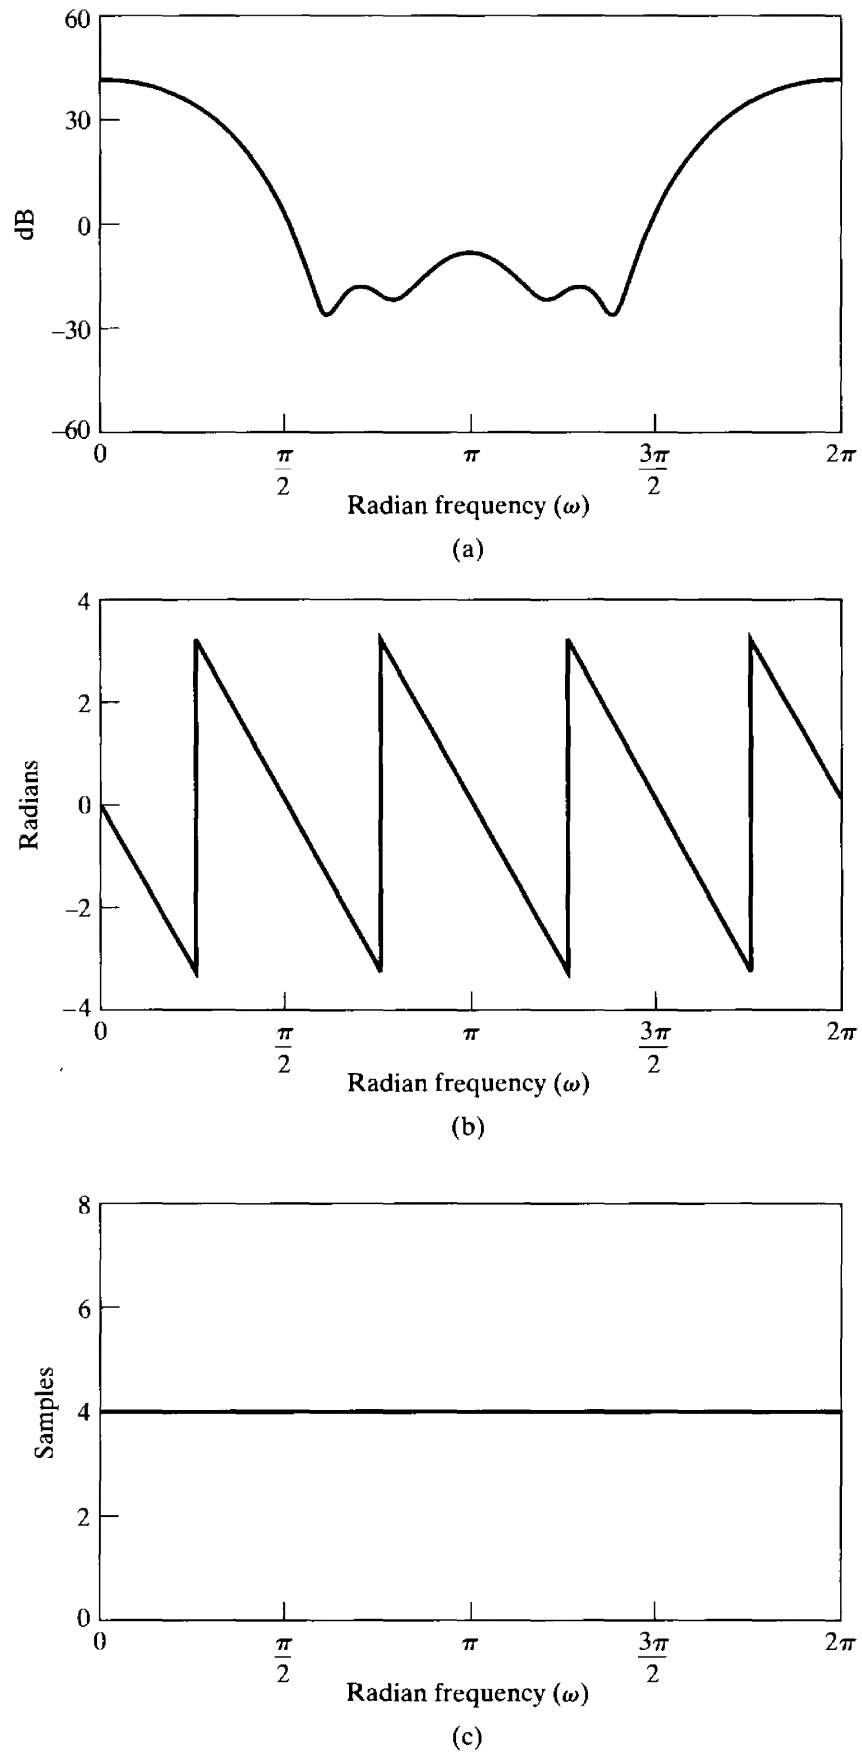 60
30
0
−30
−60
dB
0
π/2
π
3π/2
2π
Radian frequency (ω)
(a)
4
2
0
−2
−4
Radians
0
π/2
π
3π/2
2π
Radian frequency (ω)
(b)
8
6
4
2
0
Samples
0
π/2
π
3π/2
2π
Radian frequency (ω)
(c)